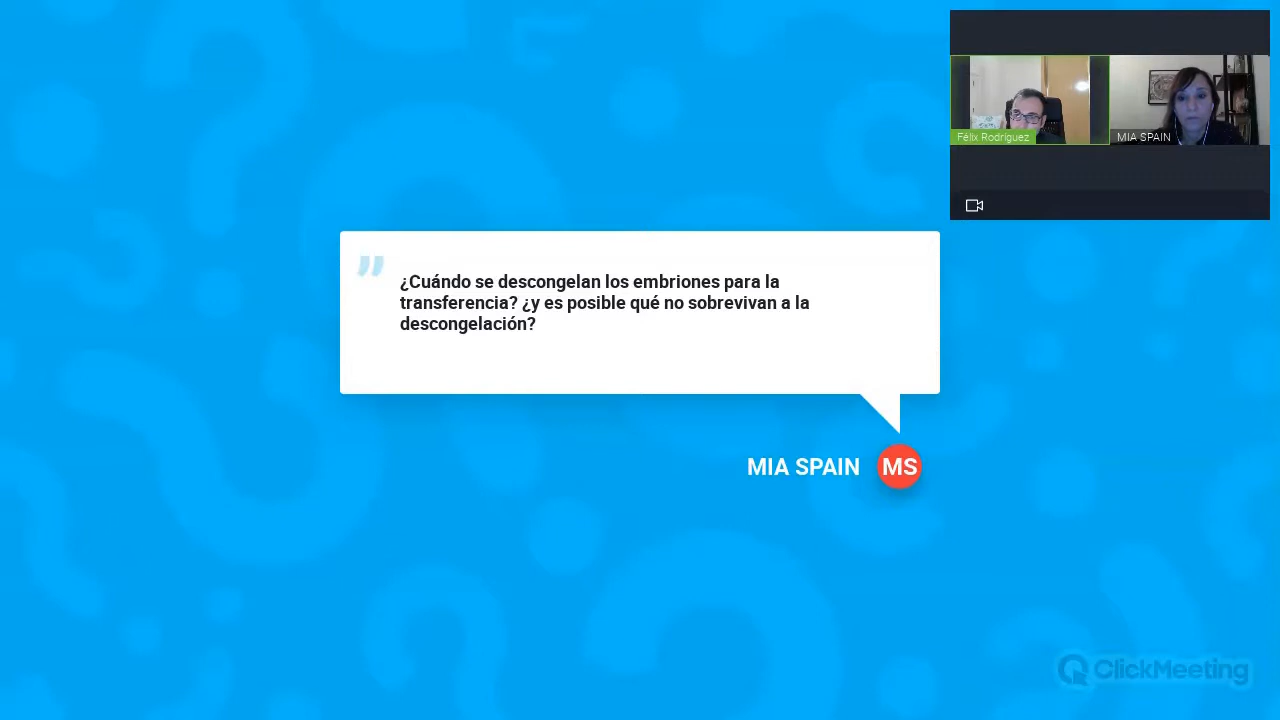 Félix Rodríguez
MIA SPAIN
¿Cuándo se descongelan los embriones para la
transferencia? ¿y es posible qué no sobrevivan a la
descongelación?
MIA SPAIN
MS
ClickMeeting